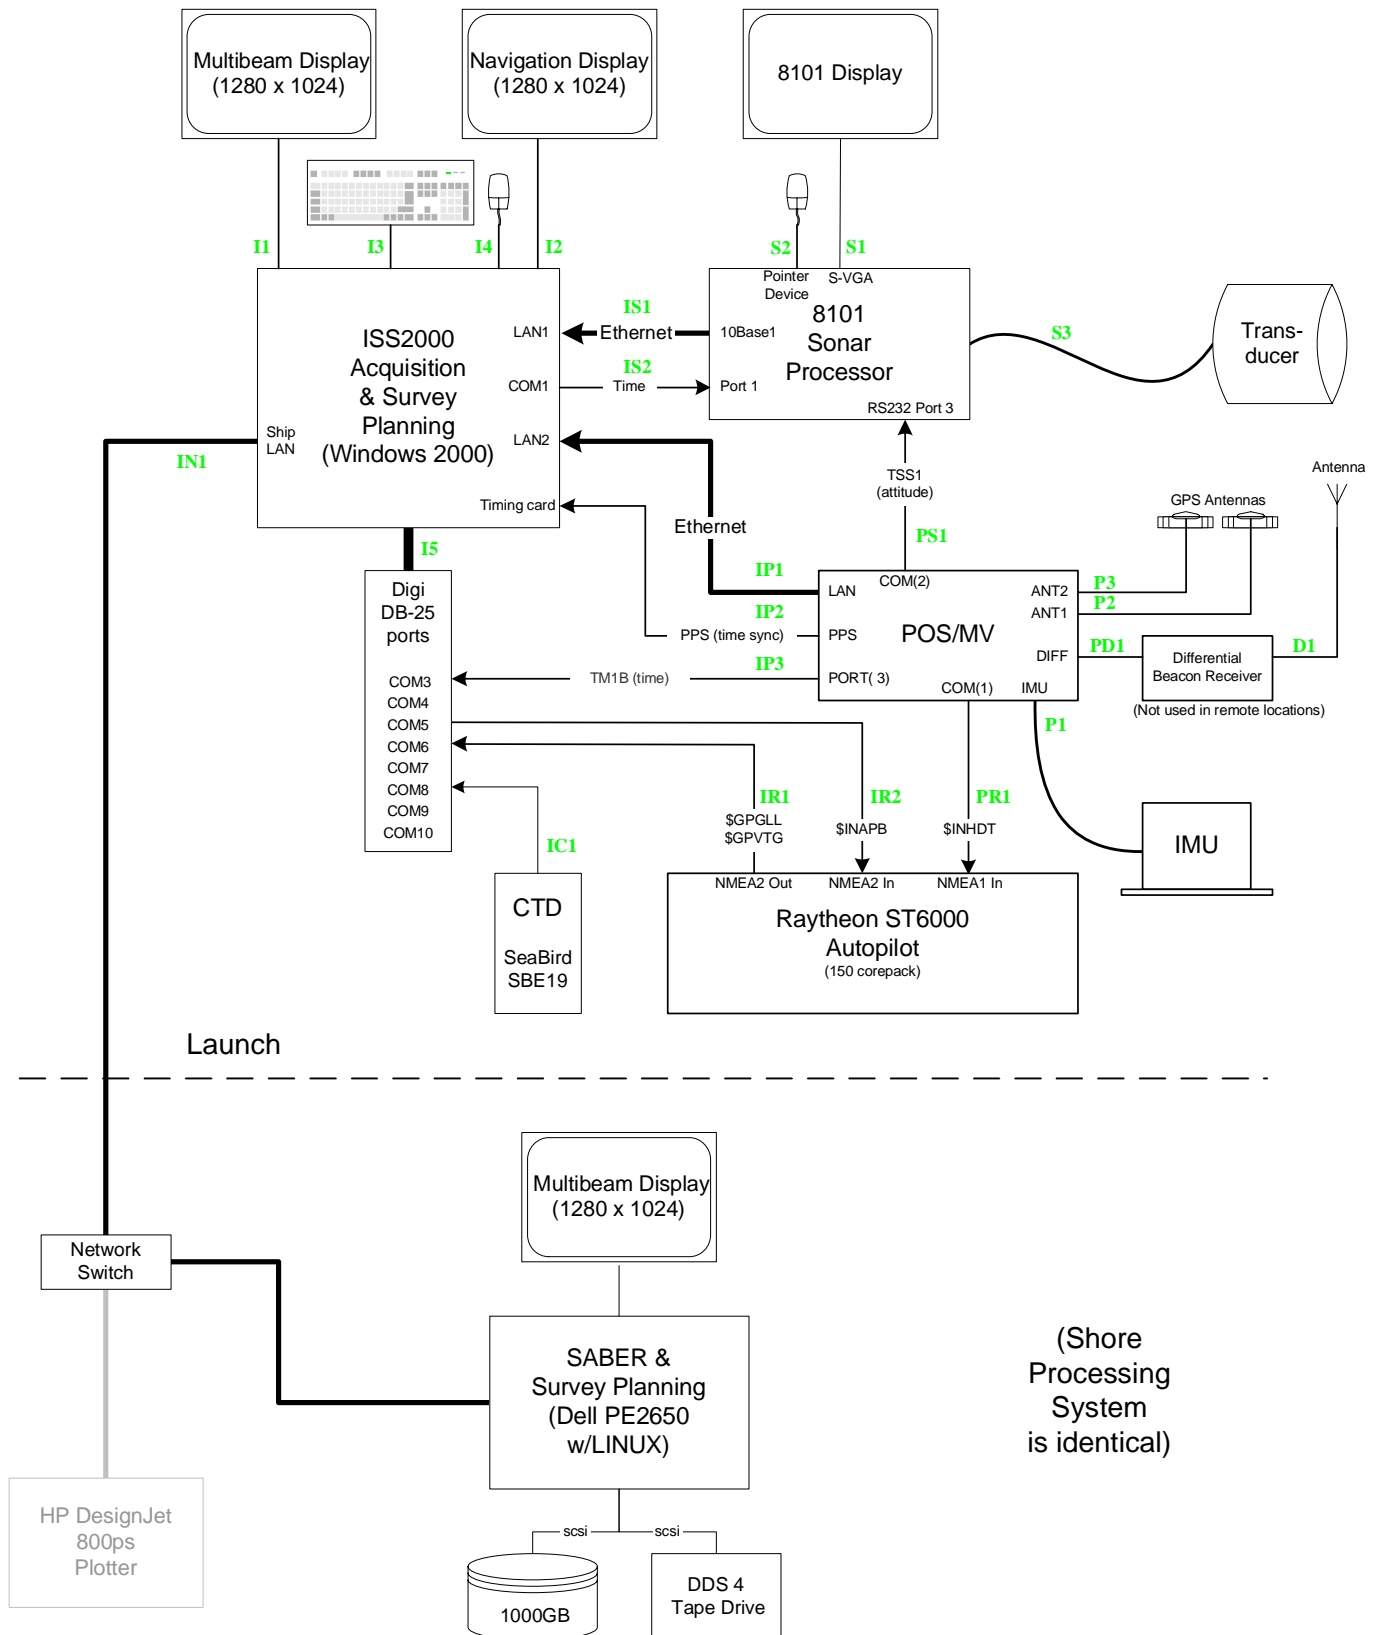 Multibeam Display
(1280 x 1024)
Navigation Display
(1280 x 1024)
8101 Display
I1
I3
I4
I2
S2
S1
Pointer
Device
S-VGA
ISS2000
Acquisition
& Survey
Planning
(Windows 2000)
LAN1
COM1
LAN2
Timing card
Ship
LAN
IS1
Ethernet
IS2
Time
10Base1
Port 1
8101
Sonar
Processor
RS232 Port 3
S3
Trans-
ducer
IN1
TSS1
(attitude)
PS1
Antenna
GPS Antennas
Ethernet
I5
IP1
IP2
PPS (time sync)
IP3
TM1B (time)
COM(2)
LAN
PPS
PORT( 3)
POS/MV
ANT2
ANT1
DIFF
COM(1)
IMU
P3
P2
PD1
D1
Differential
Beacon Receiver
(Not used in remote locations)
P1
Digi
DB-25
ports
COM3
COM4
COM5
COM6
COM7
COM8
COM9
COM10
IR1
IR2
PR1
$GPGLL
$GPVTG
$INAPB
$INHDT
IC1
IMU
CTD
SeaBird
SBE19
NMEA2 Out
NMEA2 In
NMEA1 In
Raytheon ST6000
Autopilot
(150 corepack)
Launch
Multibeam Display
(1280 x 1024)
Network
Switch
SABER &
Survey Planning
(Dell PE2650
w/LINUX)
(Shore
Processing
System
is identical)
HP DesignJet
800ps
Plotter
scsi
scsi
1000GB
DDS 4
Tape Drive